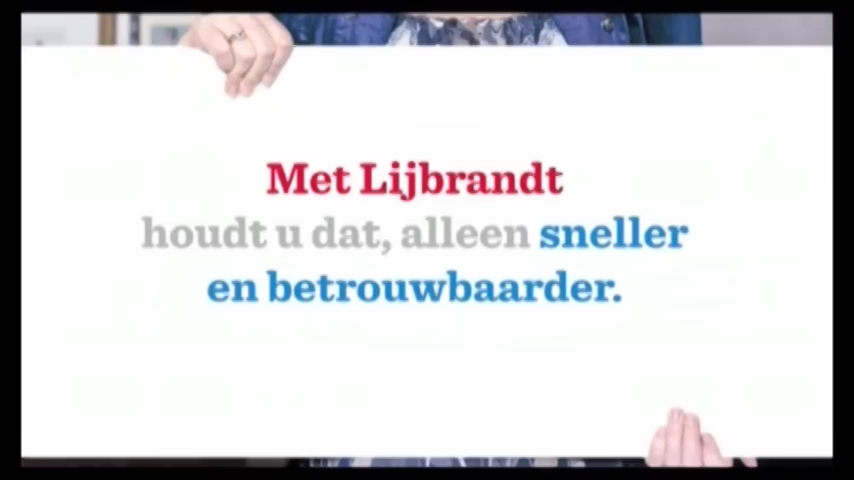 Met Lijbrandt
houdt u dat, alleen sneller
en betrouwbaarder.